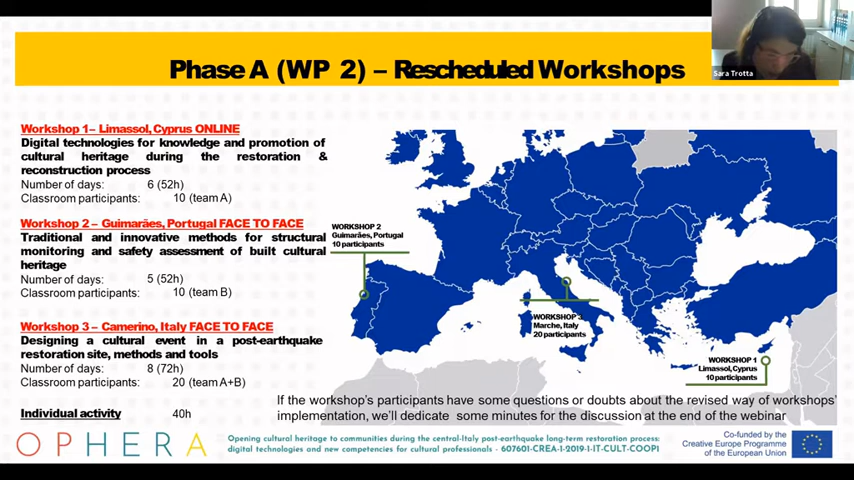 Phase A (WP 2) – Rescheduled Workshops
Sara Trotta
Workshop 1– Limassol, Cyprus ONLINE
Digital technologies for knowledge and promotion of
cultural heritage during the restoration &
reconstruction process
Number of days: 6 (52h)
Classroom participants: 10 (team A)
Workshop 2 – Guimarães, Portugal FACE TO FACE
Traditional and innovative methods for structural
monitoring and safety assessment of built cultural
heritage
Number of days: 5 (52h)
Classroom participants: 10 (team B)
Workshop 3 – Camerino, Italy FACE TO FACE
Designing a cultural event in a post-earthquake
restoration site, methods and tools
Number of days: 8 (72h)
Classroom participants: 20 (team A+B)
Individual activity 40h
WORKSHOP 2
Guimarães, Portugal
10 participants
WORKSHOP 3
Marche, Italy
20 participants
WORKSHOP 1
Limassol, Cyprus
10 participants
If the workshop's participants have some questions or doubts about the revised way of workshops'
implementation, we'll dedicate some minutes for the discussion at the end of the webinar
OPHERA
Opening cultural heritage to communities during the central-Italy post-earthquake long-term restoration process:
digital technologies and new competencies for cultural professionals - 607601-CREA-1-2019-1-IT-CULT-COOP1
Co-funded by the
Creative Europe Programme
of the European Union